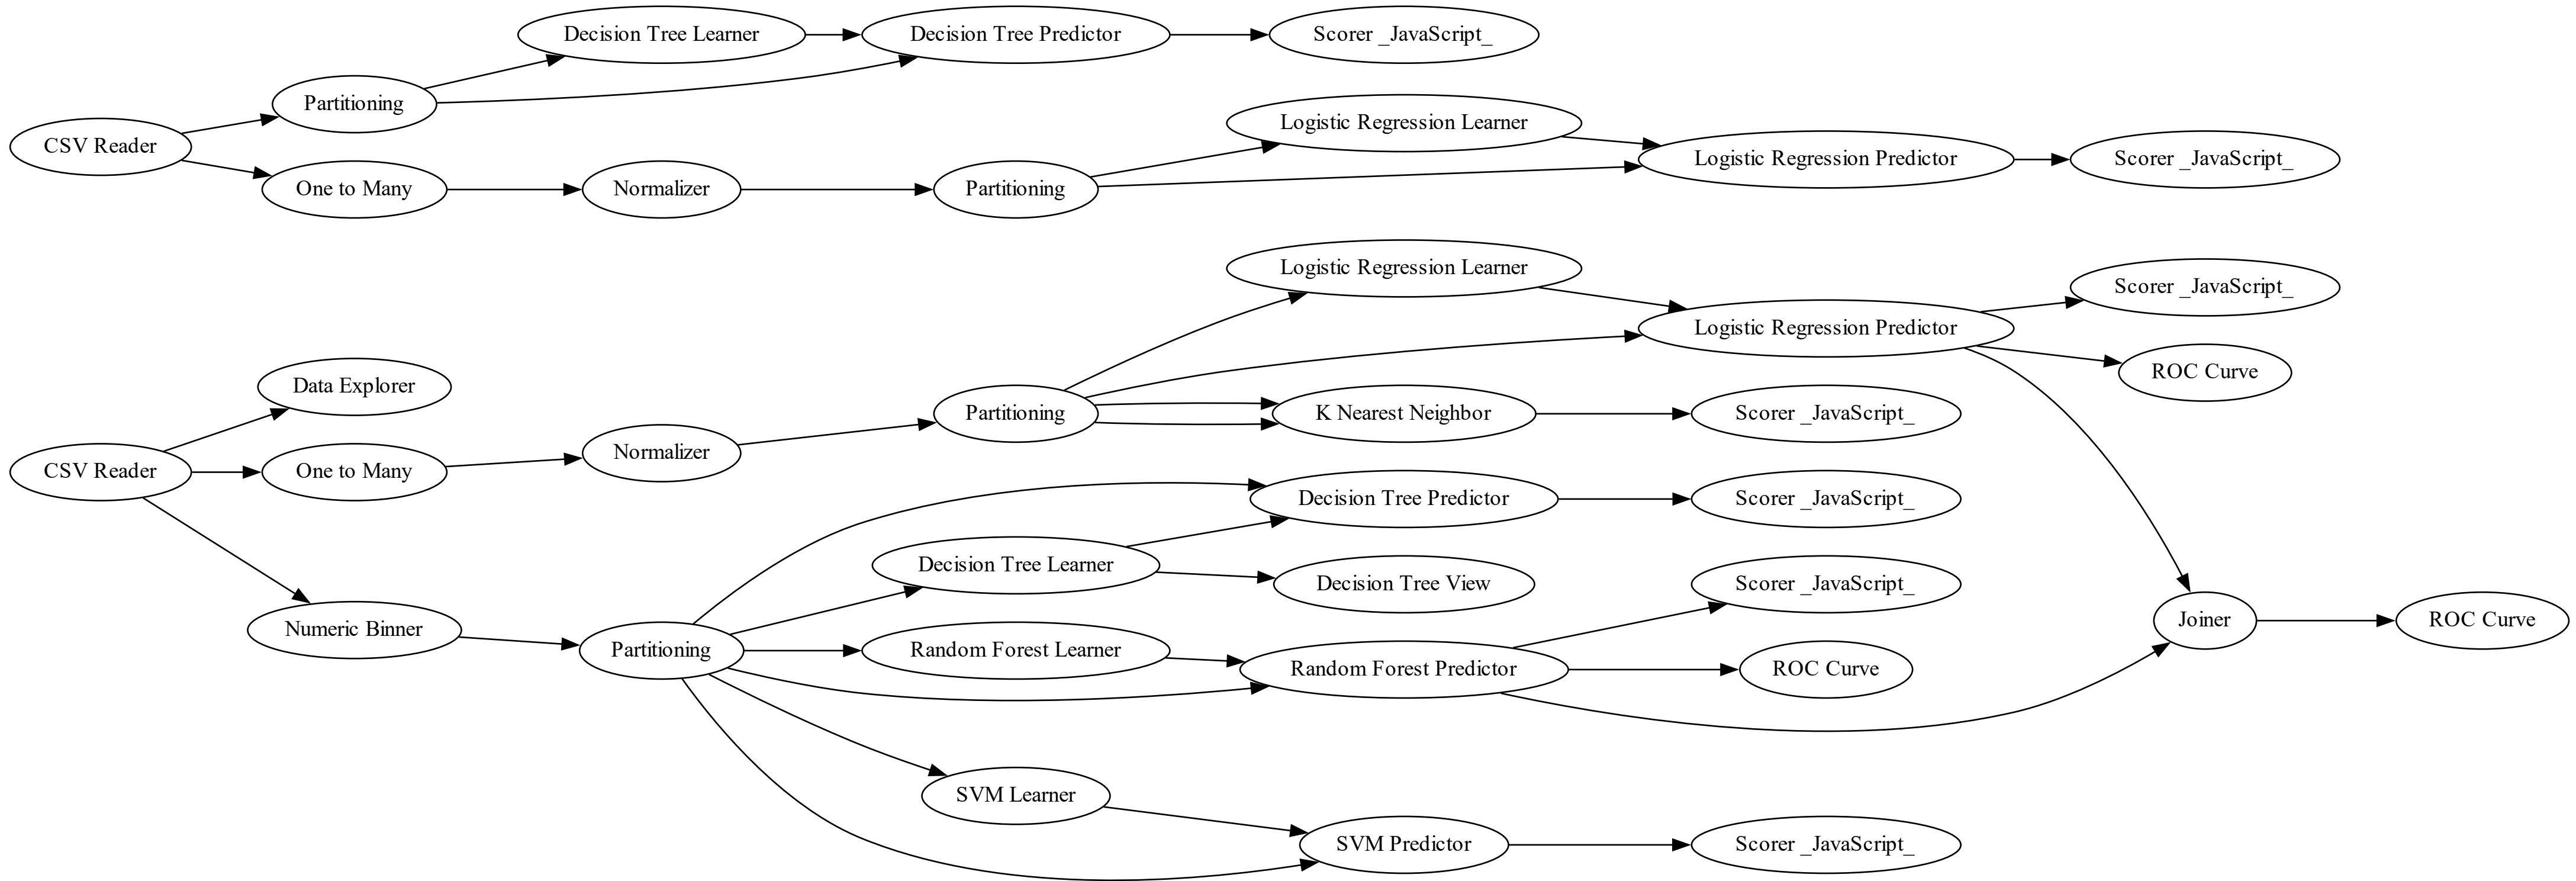 Decision Tree Learner
Decision Tree Predictor
Scorer _JavaScript_
Partitioning
CSV Reader
One to Many
Normalizer
Partitioning
Logistic Regression Learner
Logistic Regression Predictor
Scorer _JavaScript_
Logistic Regression Learner
Logistic Regression Predictor
Scorer _JavaScript_
ROC Curve
Data Explorer
CSV Reader
One to Many
Normalizer
Partitioning
K Nearest Neighbor
Scorer _JavaScript_
Decision Tree Predictor
Scorer _JavaScript_
Decision Tree Learner
Decision Tree View
Scorer _JavaScript_
Numeric Binner
Partitioning
Random Forest Learner
Random Forest Predictor
ROC Curve
Joiner
ROC Curve
SVM Learner
SVM Predictor
Scorer _JavaScript_